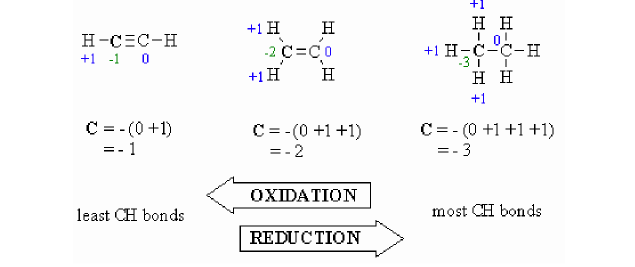 H-C≡C-H
+1 -1 0
+1 H H
-2 C=C 0
+1 H H
+1
H H
+1 H-C-C-H 0
-3
H H
+1
C = -(0 +1)
= - 1
C = -(0 +1 +1)
= - 2
C = - (0 +1 +1 +1)
= - 3
OXIDATION
least CH bonds
most CH bonds
REDUCTION